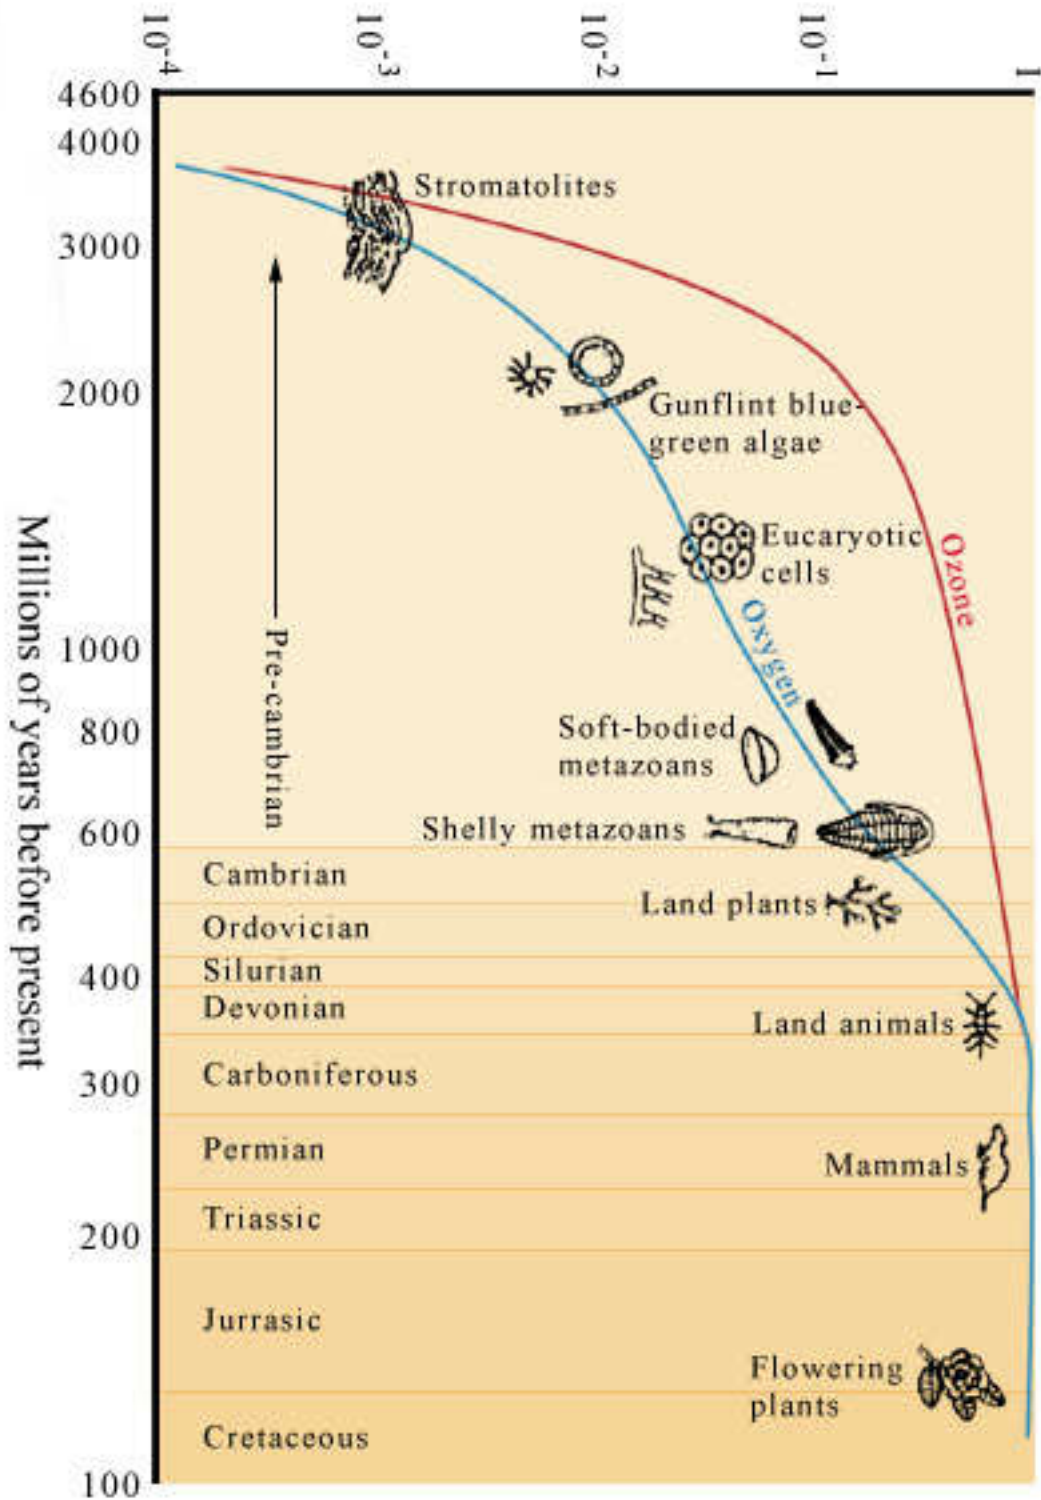 10-4
10-3
10-2
10-1
1
4600
4000
Stromatolites
3000
2000
Gunflint blue-
green algae
Eucaryotic
cells
Ozone
Oxygen
1000
Pre-cambrian
Millions of years before present
800
Soft-bodied
metazoans
600
Shelly metazoans
Cambrian
Land plants?
Ordovician
400
Silurian
Devonian
Land animals
300
Carboniferous
Permian
Mammals
Triassic
200
Jurrasic
Flowering
plants
Cretaceous
100